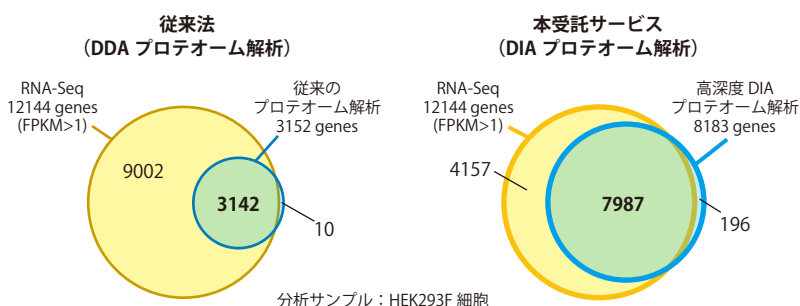 従来法
(DDA プロテオーム解析)
RNA-Seq
12144 genes
(FPKM>1)
従来の
プロテオーム解析
3152 genes
9002
3142
10
本受託サービス
(DIA プロテオーム解析)
RNA-Seq
12144 genes
(FPKM>1)
高深度 DIA
プロテオーム解析
8183 genes
4157
7987
196
分析サンプル：HEK293F 細胞